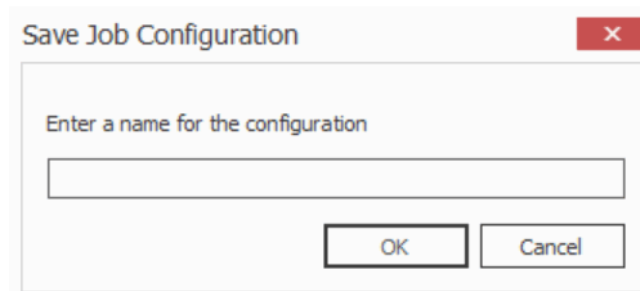 Save Job Configuration
Enter a name for the configuration
OK
Cancel